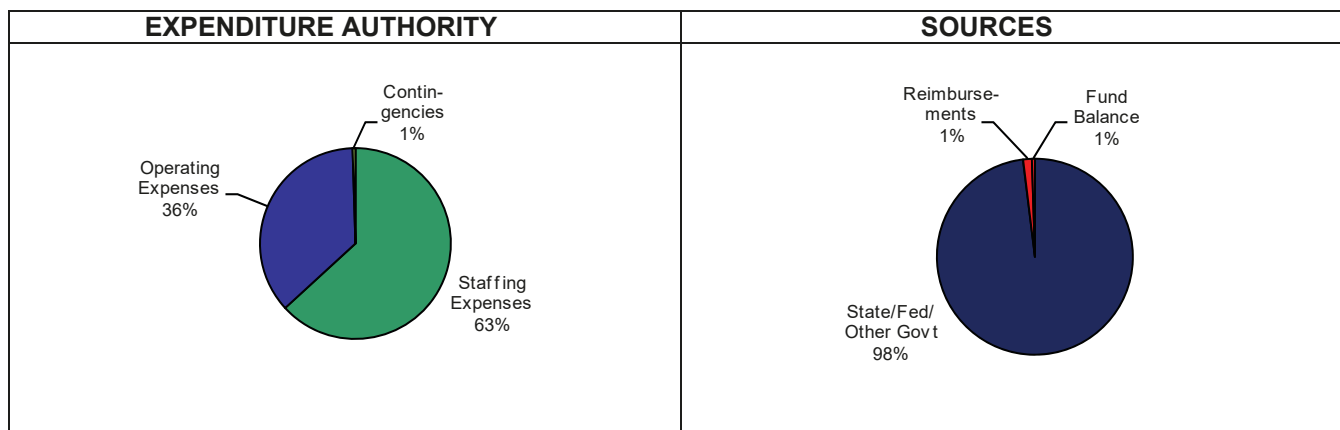 EXPENDITURE AUTHORITY
SOURCES
Contin-
gencies
1%
Operating
Expenses
36%
Staffing
Expenses
63%
Reimburse-
ments
1%
Fund
Balance
1%
State/Fed/
Other Govt
98%